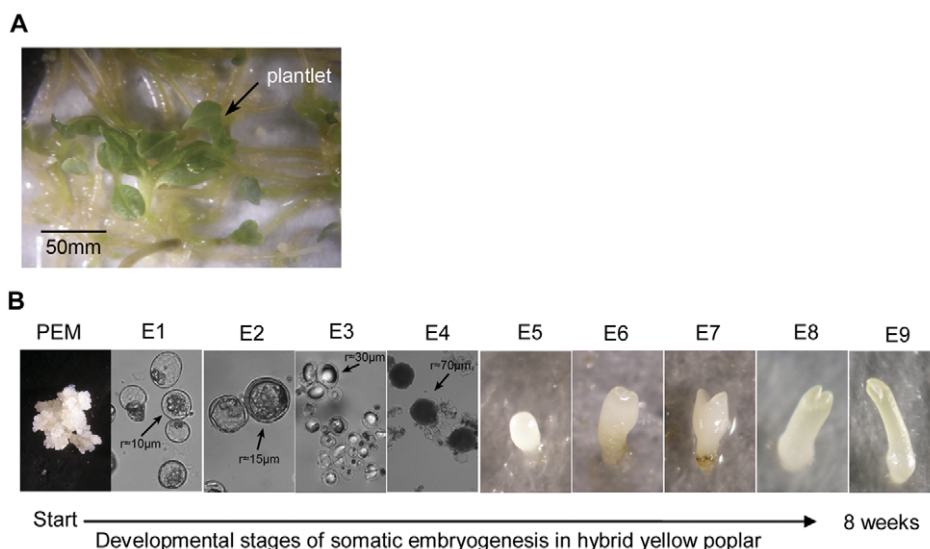 A
plantlet
50mm
B
PEM E1 E2 E3 E4 E5 E6 E7 E8 E9
r≈10μm
r≈15μm
r≈30μm
r≈70μm
Start
8 weeks
Developmental stages of somatic embryogenesis in hybrid yellow poplar